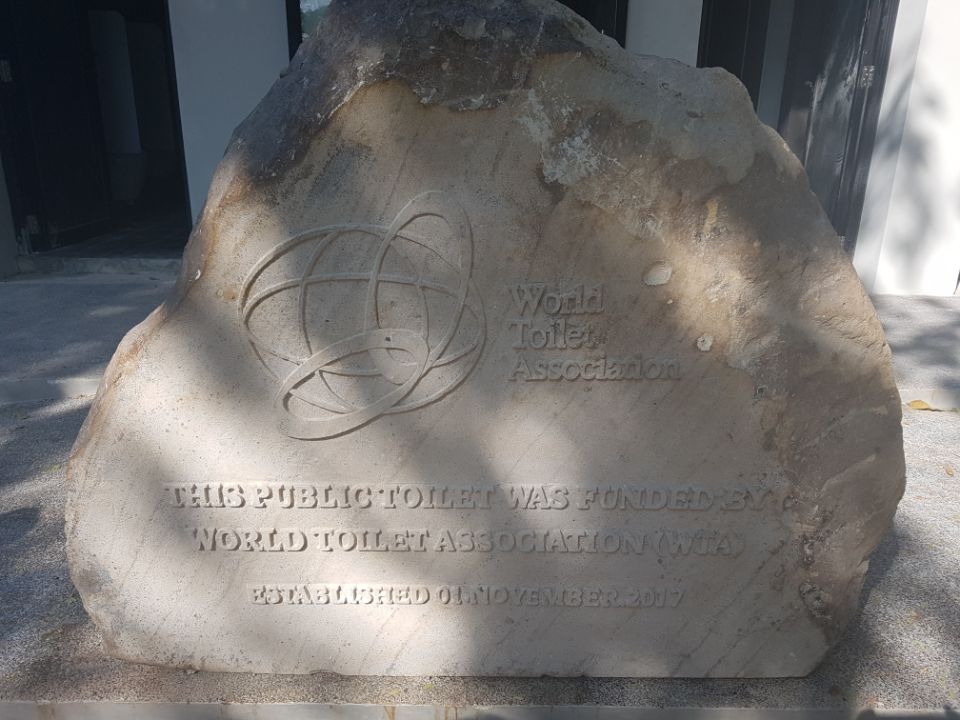 World
Toilet
Association
THIS PUBLIC TOILET WAS FUNDED BY
WORLD TOILET ASSOCIATION (WTA)
ESTABLISHED 01.NOVEMBER.2017